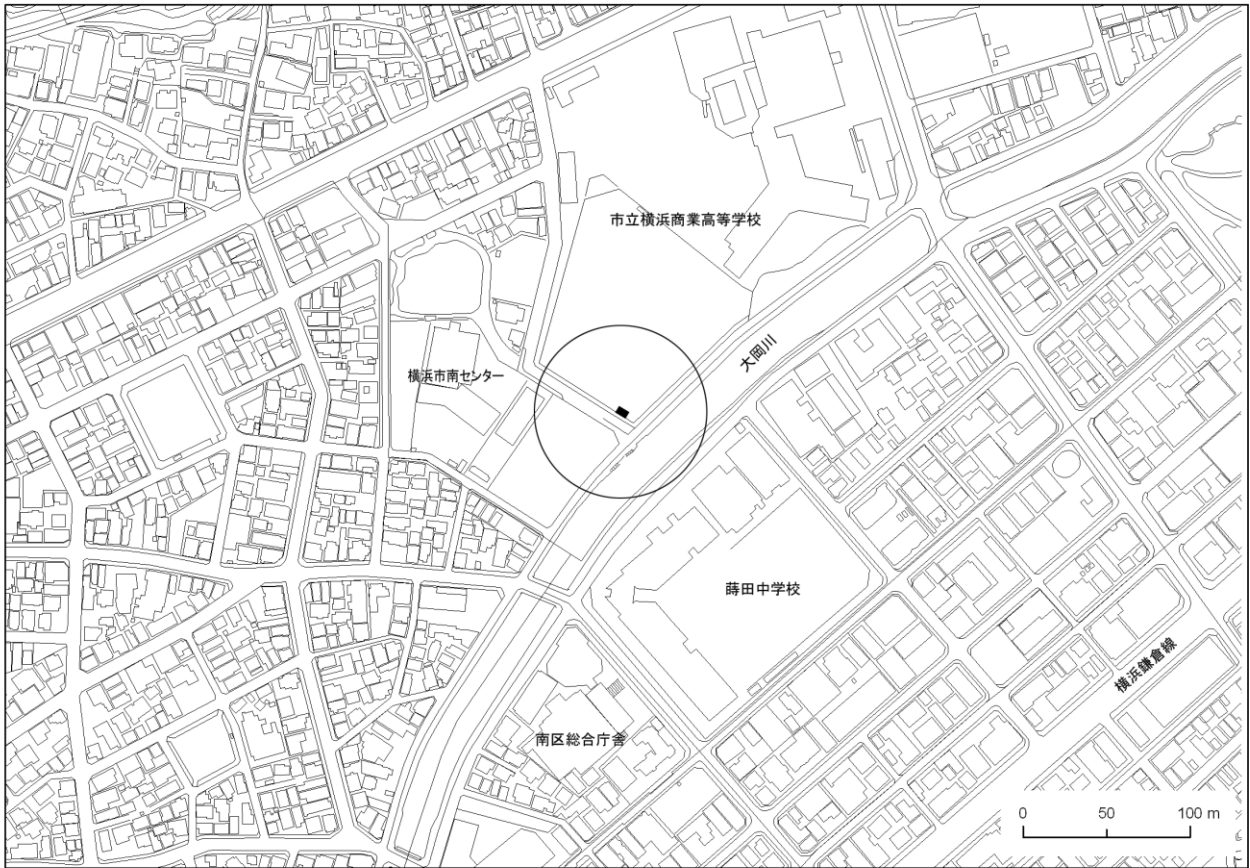 市立横浜商業高等学校
大岡川
横浜市南センター
蒔田中学校
横浜鎌倉線
南区総合庁舎
0 50 100 m